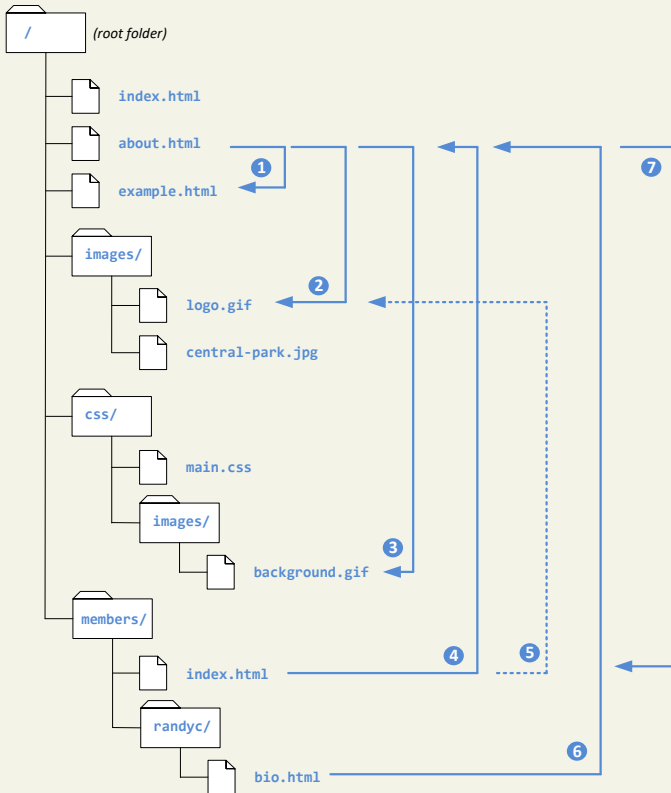 / (root folder)
index.html
about.html
1
7
example.html
images/
2
logo.gif
central-park.jpg
css/
main.css
images/
3
background.gif
members/
4
5
index.html
randyc/
6
bio.html